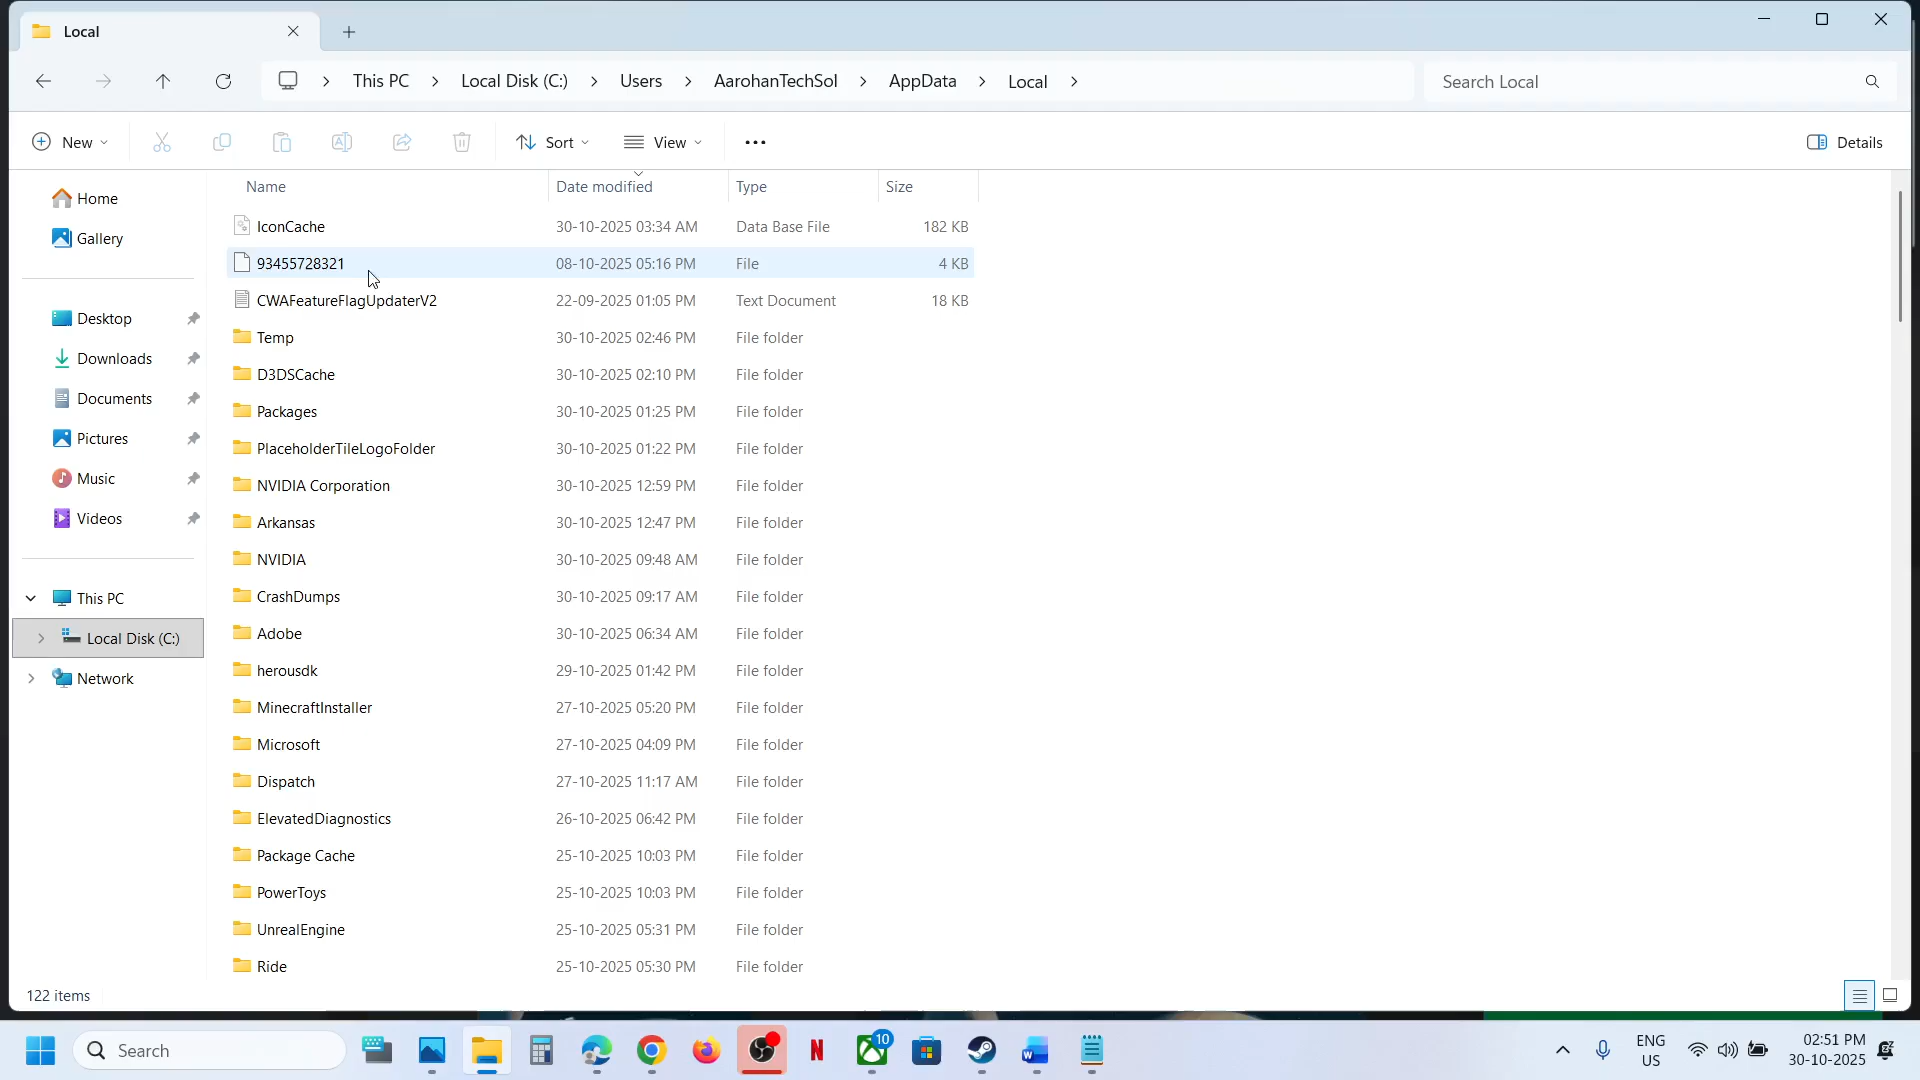 Local
This PC
Local Disk (C:)
Users
AarohanTechSol
AppData
Local
Search Local
New
Sort
View
Details
Name
Date modified
Type
Size
Home
Gallery
Desktop
Downloads
Documents
Pictures
Music
Videos
This PC
Local Disk (C:)
Network
IconCache 30-10-2025 03:34 AM Data Base File 182 KB
93455728321 08-10-2025 05:16 PM File 4 KB
CWAFeatureFlagUpdaterV2 22-09-2025 01:05 PM Text Document 18 KB
Temp 30-10-2025 02:46 PM File folder
D3DSCache 30-10-2025 02:10 PM File folder
Packages 30-10-2025 01:25 PM File folder
PlaceholderTileLogoFolder 30-10-2025 01:22 PM File folder
NVIDIA Corporation 30-10-2025 12:59 PM File folder
Arkansas 30-10-2025 12:47 PM File folder
NVIDIA 30-10-2025 09:48 AM File folder
CrashDumps 30-10-2025 09:17 AM File folder
Adobe 30-10-2025 06:34 AM File folder
herousdk 29-10-2025 01:42 PM File folder
MinecraftInstaller 27-10-2025 05:20 PM File folder
Microsoft 27-10-2025 04:09 PM File folder
Dispatch 27-10-2025 11:17 AM File folder
ElevatedDiagnostics 26-10-2025 06:42 PM File folder
Package Cache 25-10-2025 10:03 PM File folder
PowerToys 25-10-2025 10:03 PM File folder
UnrealEngine 25-10-2025 05:31 PM File folder
Ride 25-10-2025 05:30 PM File folder
122 items
Search
10
ENG
US
02:51 PM
30-10-2025